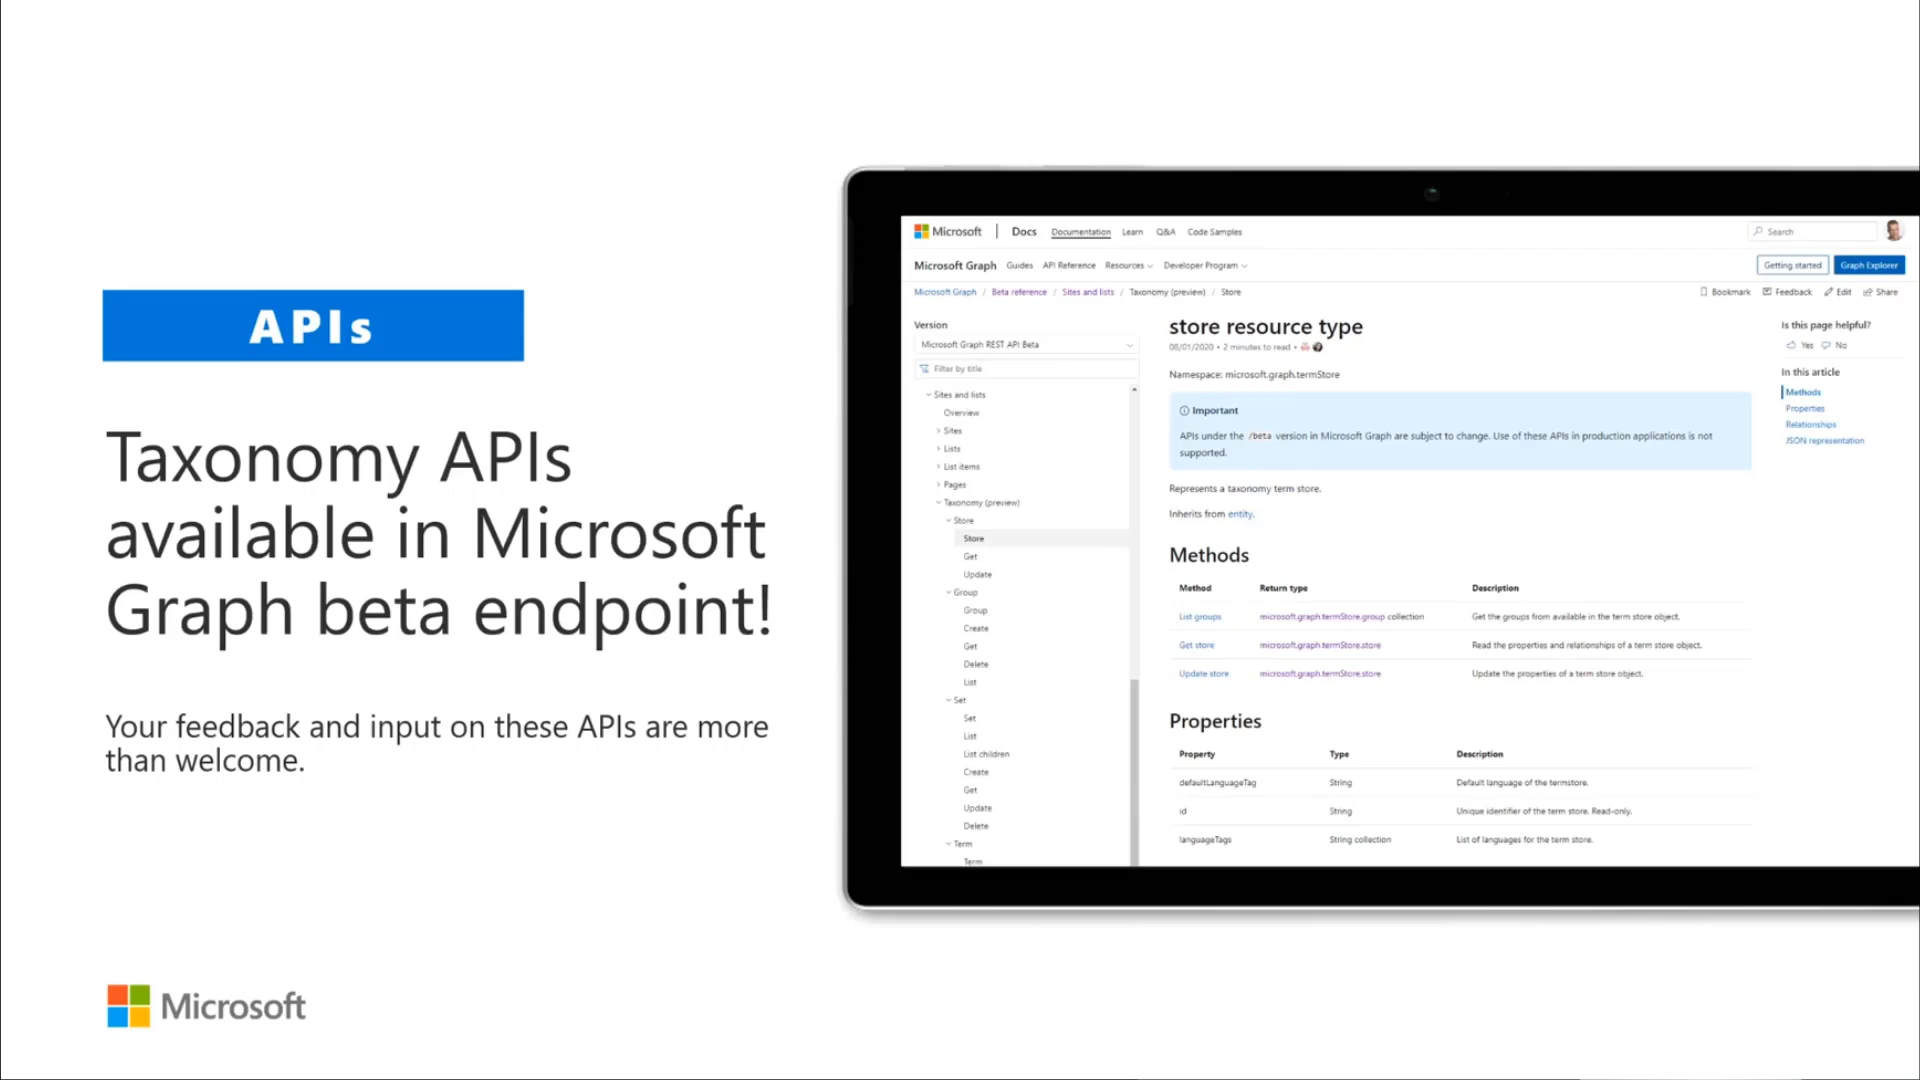 APIs
Taxonomy APIs
available in Microsoft
Graph beta endpoint!
Your feedback and input on these APIs are more
than welcome.
Microsoft
Microsoft | Docs Documentation Learn Q&A Code Samples Search
Microsoft Graph Guides API Reference Resources Developer Program Getting started Graph Explorer
Microsoft Graph / Beta reference / Sites and lists / Taxonomy (preview) / Store Bookmark Feedback Edit Share
Version
Microsoft Graph REST API Beta
Filter by title
Sites and lists
Overview
Sites
Lists
List items
Pages
Taxonomy (preview)
Store
Store
Get
Update
Group
Group
Create
Get
Delete
List
Set
Set
List
List children
Create
Get
Update
Delete
Term
Term
store resource type
08/01/2020 • 2 minutes to read •
Namespace: microsoft.graph.termStore
Important
APIs under the /beta version in Microsoft Graph are subject to change. Use of these APIs in production applications is not
supported.
Represents a taxonomy term store.
Inherits from entity.
Methods
Method Return type Description
List groups microsoft.graph.termStore.group collection Get the groups from available in the term store object.
Get store microsoft.graph.termStore.store Read the properties and relationships of a term store object.
Update store microsoft.graph.termStore.store Update the properties of a term store object.
Properties
Property Type Description
defaultLanguageTag String Default language of the termstore.
id String Unique identifier of the term store. Read-only.
languageTags String collection List of languages for the term store.
Is this page helpful?
Yes No
In this article
Methods
Properties
Relationships
JSON representation